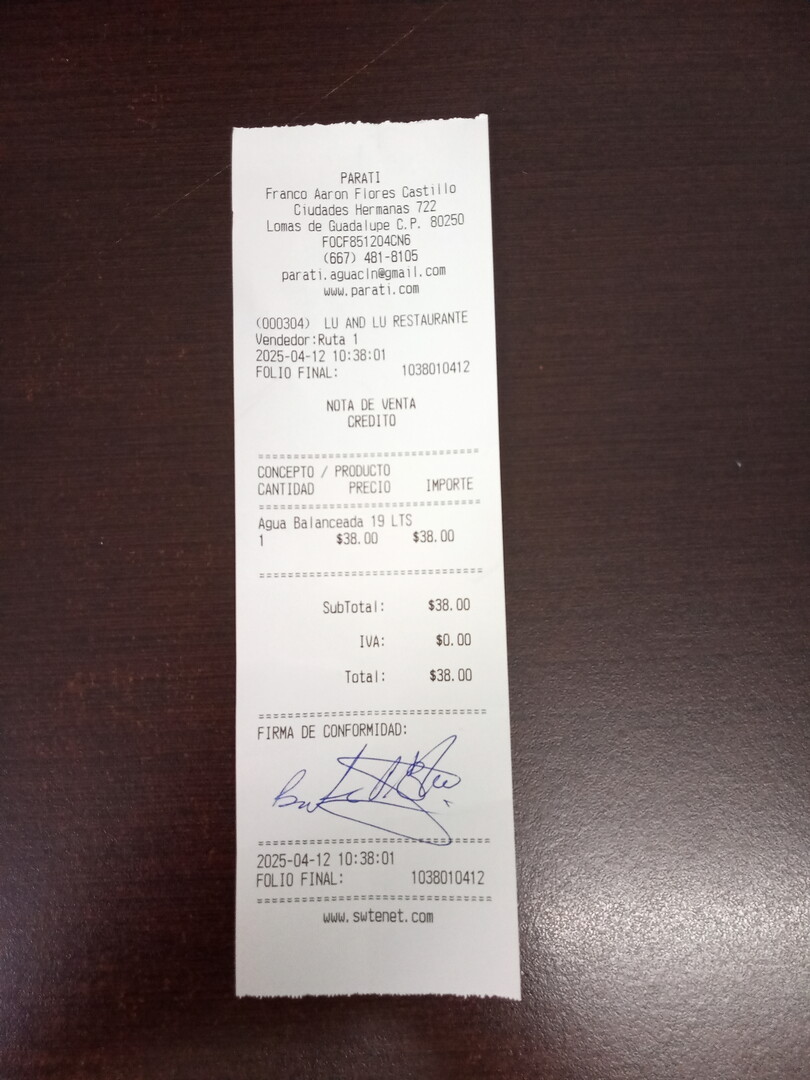 PARATI
Franco Aaron Flores Castillo
Ciudades Hermanas 722
Lomas de Guadalupe C.P. 80250
FOCF851204CN6
(667) 481-8105
parati.aguacln@gmail.com
www.parati.com
(000304) LU AND LU RESTAURANTE
Vendedor:Ruta 1
2025-04-12 10:38:01
FOLIO FINAL: 1038010412
NOTA DE VENTA
CREDITO
CONCEPTO / PRODUCTO
CANTIDAD PRECIO IMPORTE
Agua Balanceada 19 LTS
1 $38.00 $38.00
SubTotal: $38.00
IVA: $0.00
Total: $38.00
FIRMA DE CONFORMIDAD:
2025-04-12 10:38:01
FOLIO FINAL: 1038010412
www.swtenet.com